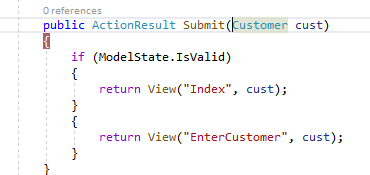 0 references
public ActionResult Submit(Customer cust)
{
if (ModelState.IsValid)
{
return View("Index", cust);
}
{
return View("EnterCustomer", cust);
}
}